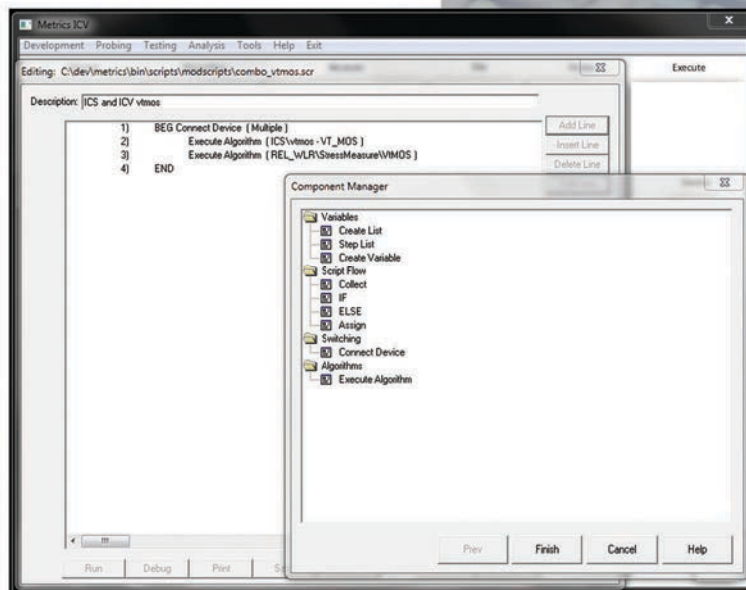 Metrics ICV
Development Probing Testing Analysis Tools Help Exit
Editing: C:\dev\metrics\bin\scripts\modscripts\combo_vtmos.scr
Execute
Description: ICS and ICV vtmos
1) BEG Connect Device ( Multiple )
2) Execute Algorithm ( ICS\vtmos - VT_MOS )
3) Execute Algorithm ( REL_WLR\StressMeasure\VtMOS )
4) END
Add Line
Insert Line
Delete Line
Component Manager
Variables
Create List
Step List
Create Variable
Script Flow
Collect
IF
ELSE
Assign
Switching
Connect Device
Algorithms
Execute Algorithm
Prev Finish Cancel Help
Run Debug Print